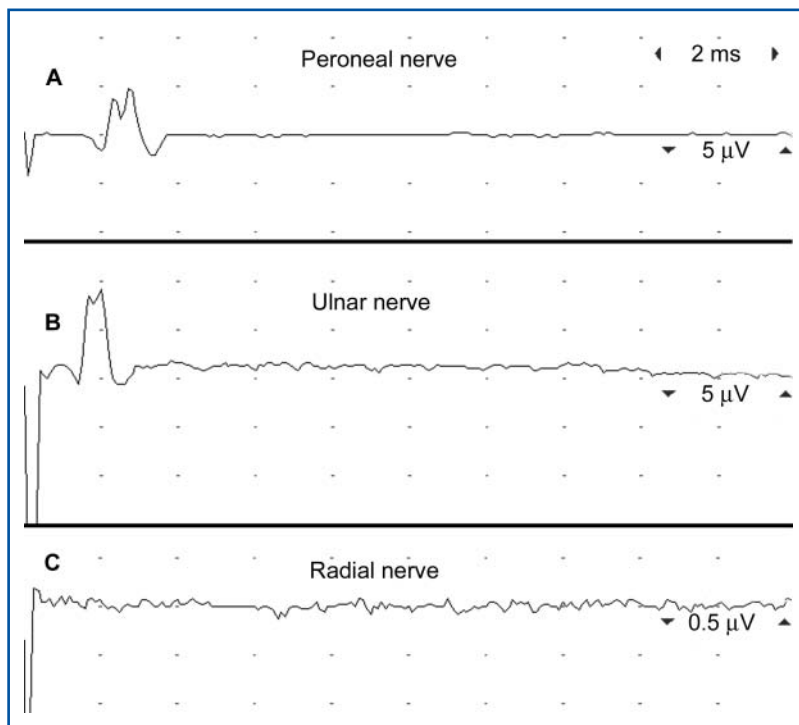 A
Peroneal nerve
2 ms
5 μV
B
Ulnar nerve
5 μV
C
Radial nerve
0.5 μV